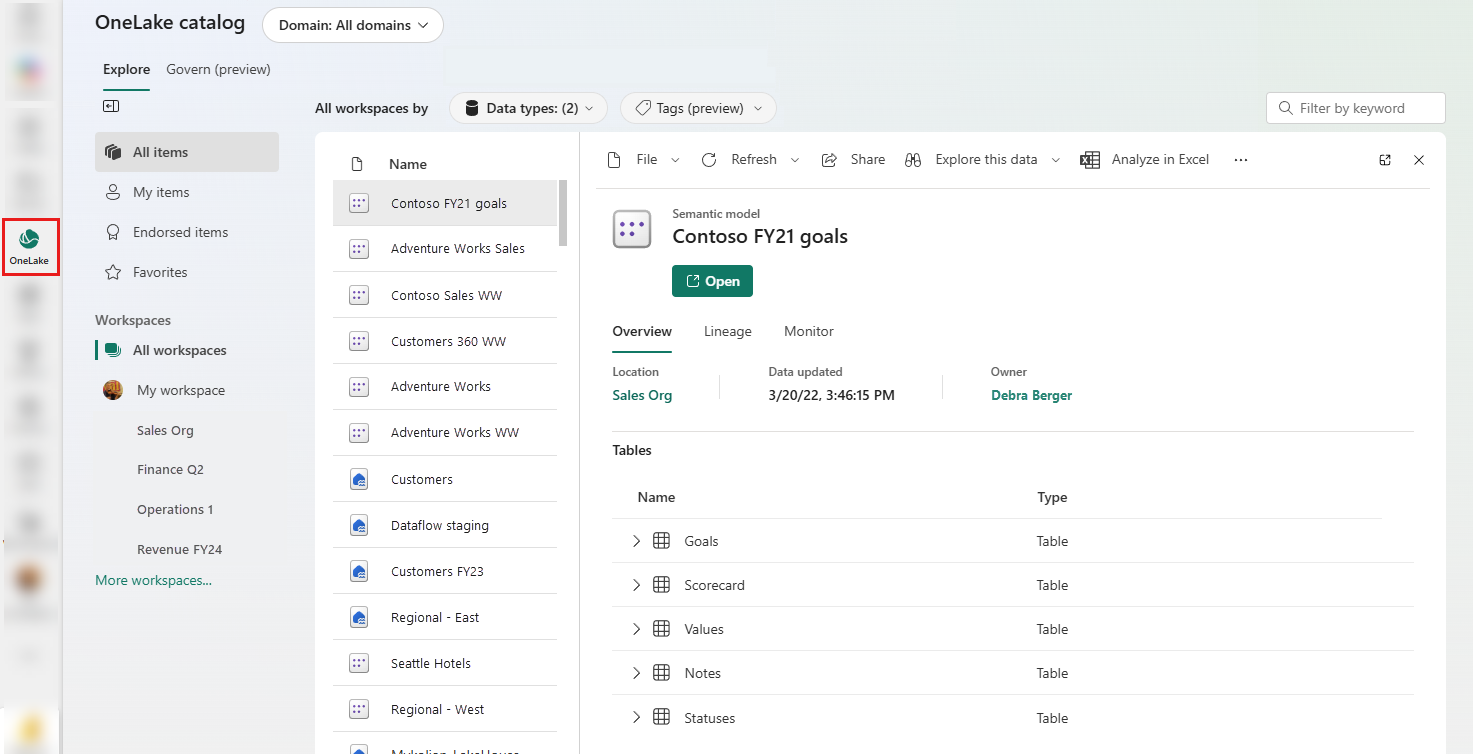 OneLake catalog
Domain: All domains
Explore
Govern (preview)
All workspaces by
Data types: (2)
Tags (preview)
Filter by keyword
OneLake
All items
My items
Endorsed items
Favorites
Workspaces
All workspaces
My workspace
Sales Org
Finance Q2
Operations 1
Revenue FY24
More workspaces...
Name
Contoso FY21 goals
Adventure Works Sales
Contoso Sales WW
Customers 360 WW
Adventure Works
Adventure Works WW
Customers
Dataflow staging
Customers FY23
Regional - East
Seattle Hotels
Regional - West
File
Refresh
Share
Explore this data
Analyze in Excel
Semantic model
Contoso FY21 goals
Open
Overview
Lineage
Monitor
Location
Data updated
Owner
Sales Org
3/20/22, 3:46:15 PM
Debra Berger
Tables
Name Type
Goals Table
Scorecard Table
Values Table
Notes Table
Statuses Table